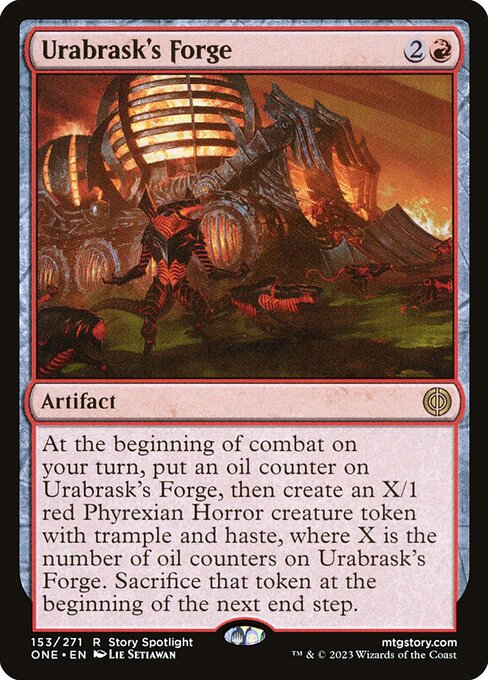 Urabrask's Forge 2
Artifact
At the beginning of combat on
your turn, put an oil counter on
Urabrask's Forge, then create an X/1
red Phyrexian Horror creature token
with trample and haste, where X is the
number of oil counters on Urabrask's
Forge. Sacrifice that token at the
beginning of the next end step.
153/271 R Story Spotlight mtgstory.com
ONE • EN Lie Setiawan ™ & © 2023 Wizards of the Coast